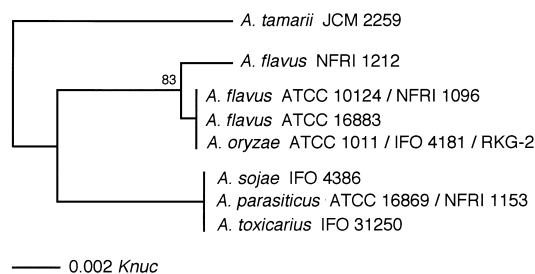 A. tamarii JCM 2259
A. flavus NFRI 1212
83
A. flavus ATCC 10124 / NFRI 1096
A. flavus ATCC 16883
A. oryzae ATCC 1011 / IFO 4181 / RKG-2
A. sojae IFO 4386
A. parasiticus ATCC 16869 / NFRI 1153
A. toxicarius IFO 31250
0.002 Knuc